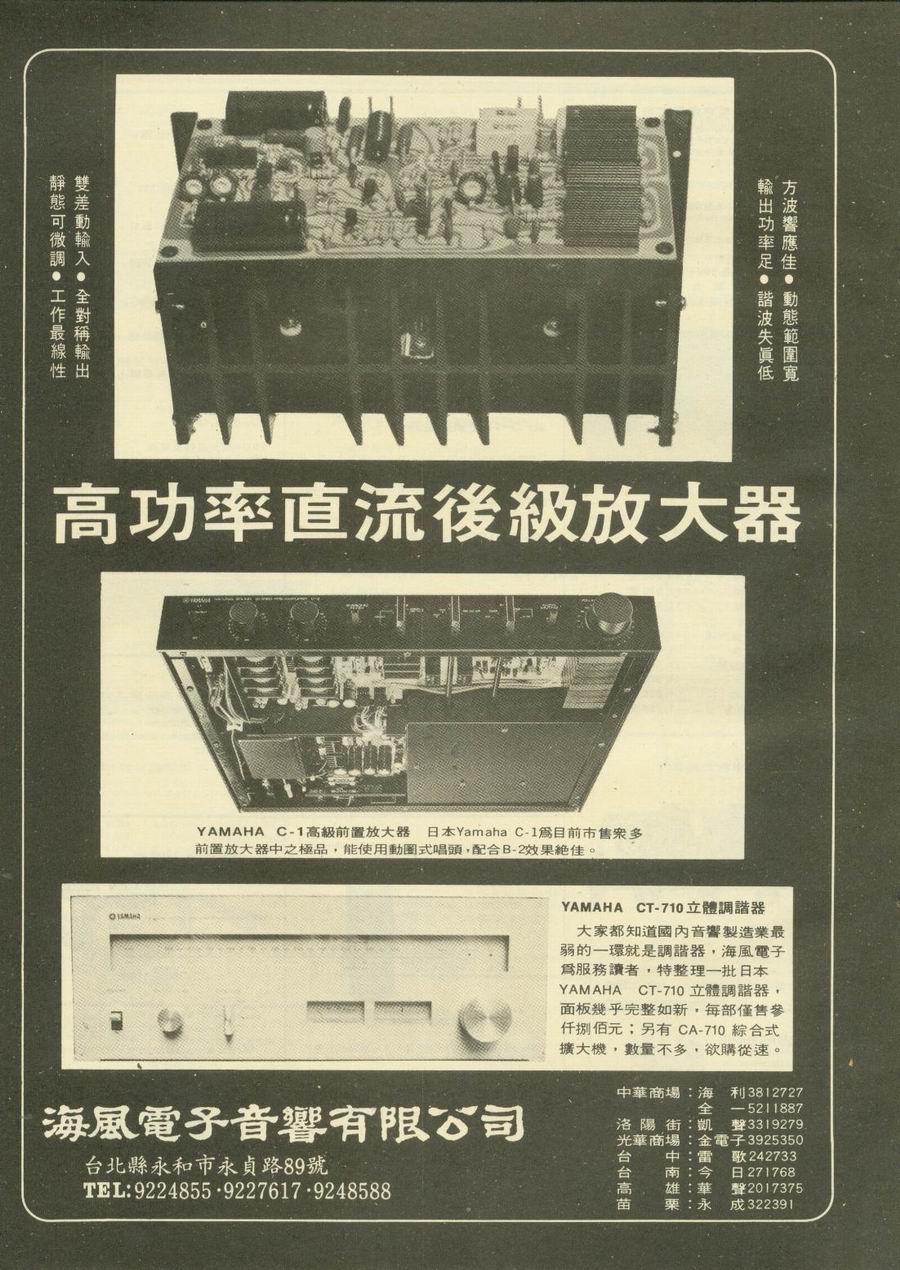 雙差動輸入●全對稱輸出
靜態可微調●工作最線性
方波響應佳●動態範圍寬
輸出功率足●諧波失眞低
高功率直流後級放大器
YAMAHA
YAMAHA C-1高級前置放大器 日本Yamaha C-1爲目前市售衆多
前置放大器中之極品，能使用動圈式唱頭，配合B-2效果絶佳。
YAMAHA
YAMAHA CT-710立體調諧器
大家都知道國內音響製造業最
弱的一環就是調諧器，海風電子
爲服務讀者，特整理一批日本
YAMAHA CT-710 立體調諧器，
面板幾乎完整如新，每部僅售參
仟捌佰元；另有 CA-710 綜合式
擴大機，數量不多，欲購從速。
海風電子音響有限公司
台北縣永和市永貞路89號
TEL:9224855·9227617·9248588
中華商場：海 利3812727
全 一5211887
洛陽街：凱 聲3319279
光華商場：金電子3925350
台 中：雷 歌242733
台 南：今 日271768
高 雄：華 聲2017375
苗 栗：永 成322391